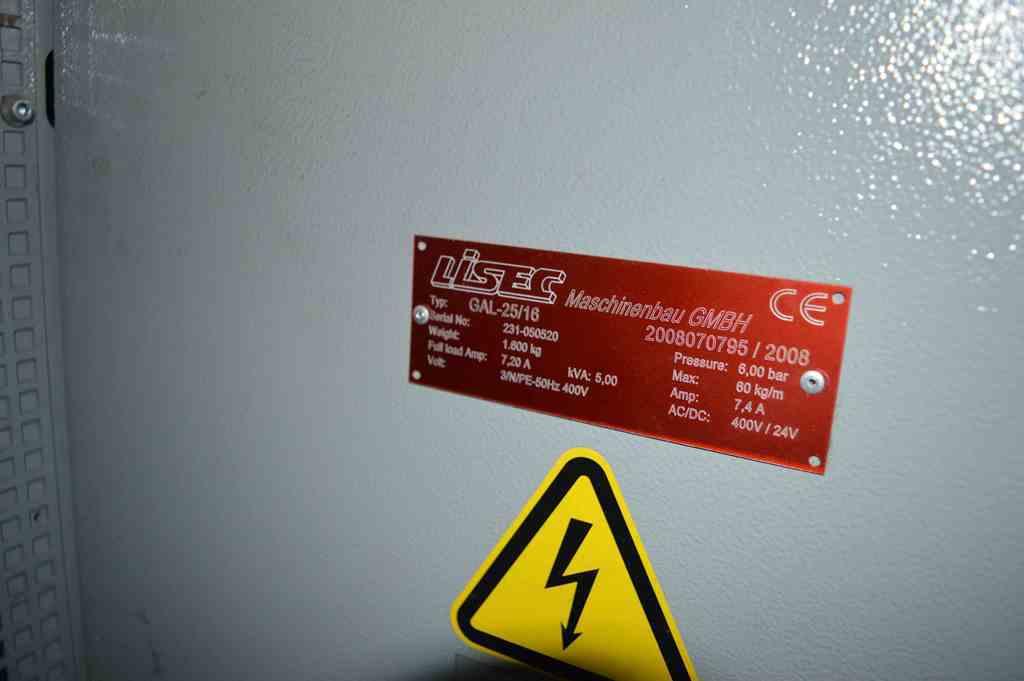 LiSEC Maschinenbau GMBH CE
Typ: GAL-25/16 2008070795 / 2008
Serial No: 231-050520 Pressure: 6,00 bar
Weight: 1.600 kg Max: 60 kg/m
Full load Amp: 7,20 A kVA: 5,00 Amp: 7,4 A
Volt: 3/N/PE-50Hz 400V AC/DC: 400V / 24V